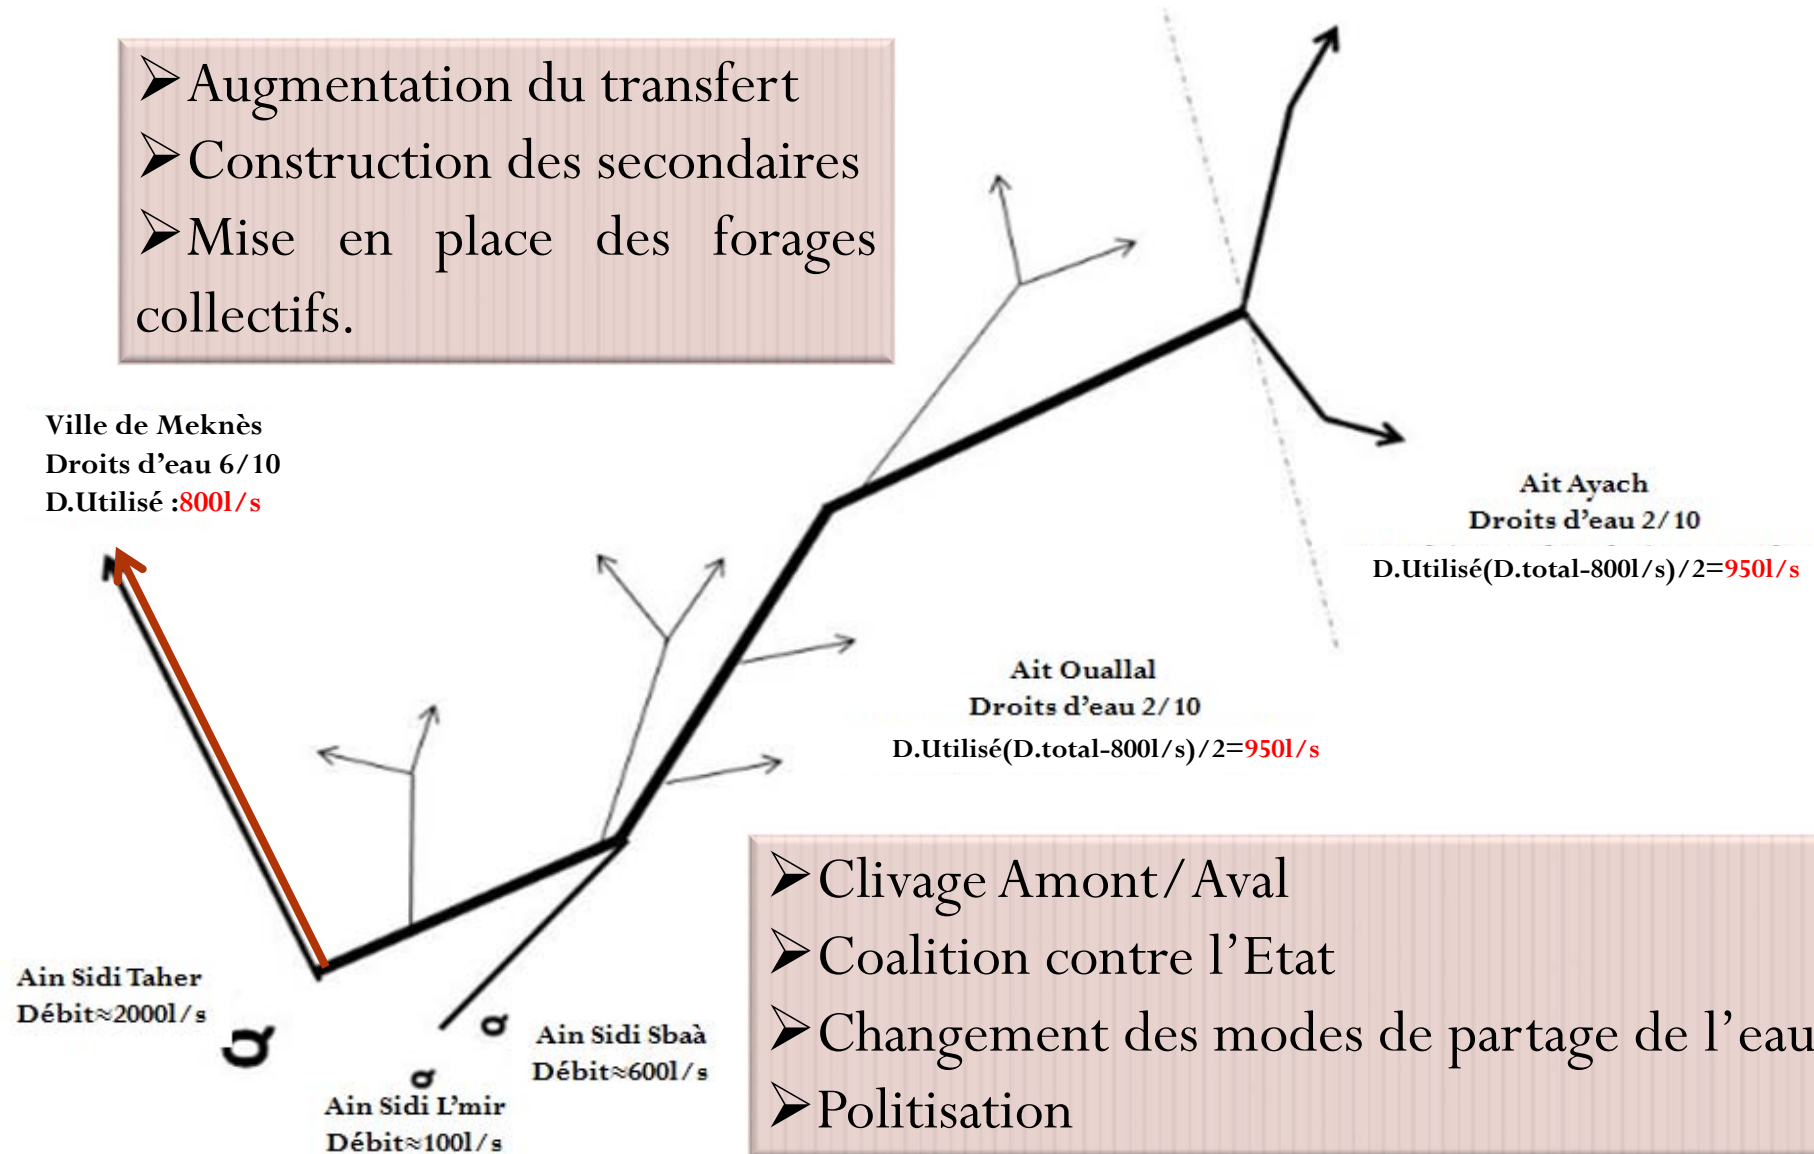 ➢Augmentation du transfert
➢Construction des secondaires
➢Mise en place des forages
collectifs.
Ville de Meknès
Droits d’eau 6/10
D.Utilisé :800l/s
Ait Ayach
Droits d’eau 2/10
D.Utilisé(D.total-800l/s)/2=950l/s
Ait Ouallal
Droits d’eau 2/10
D.Utilisé(D.total-800l/s)/2=950l/s
Ain Sidi Taher
Débit≈2000l/s
Ain Sidi Sbaà
Débit≈600l/s
Ain Sidi L’mir
Débit≈100l/s
➢Clivage Amont/Aval
➢Coalition contre l’Etat
➢Changement des modes de partage de l’eau
➢Politisation